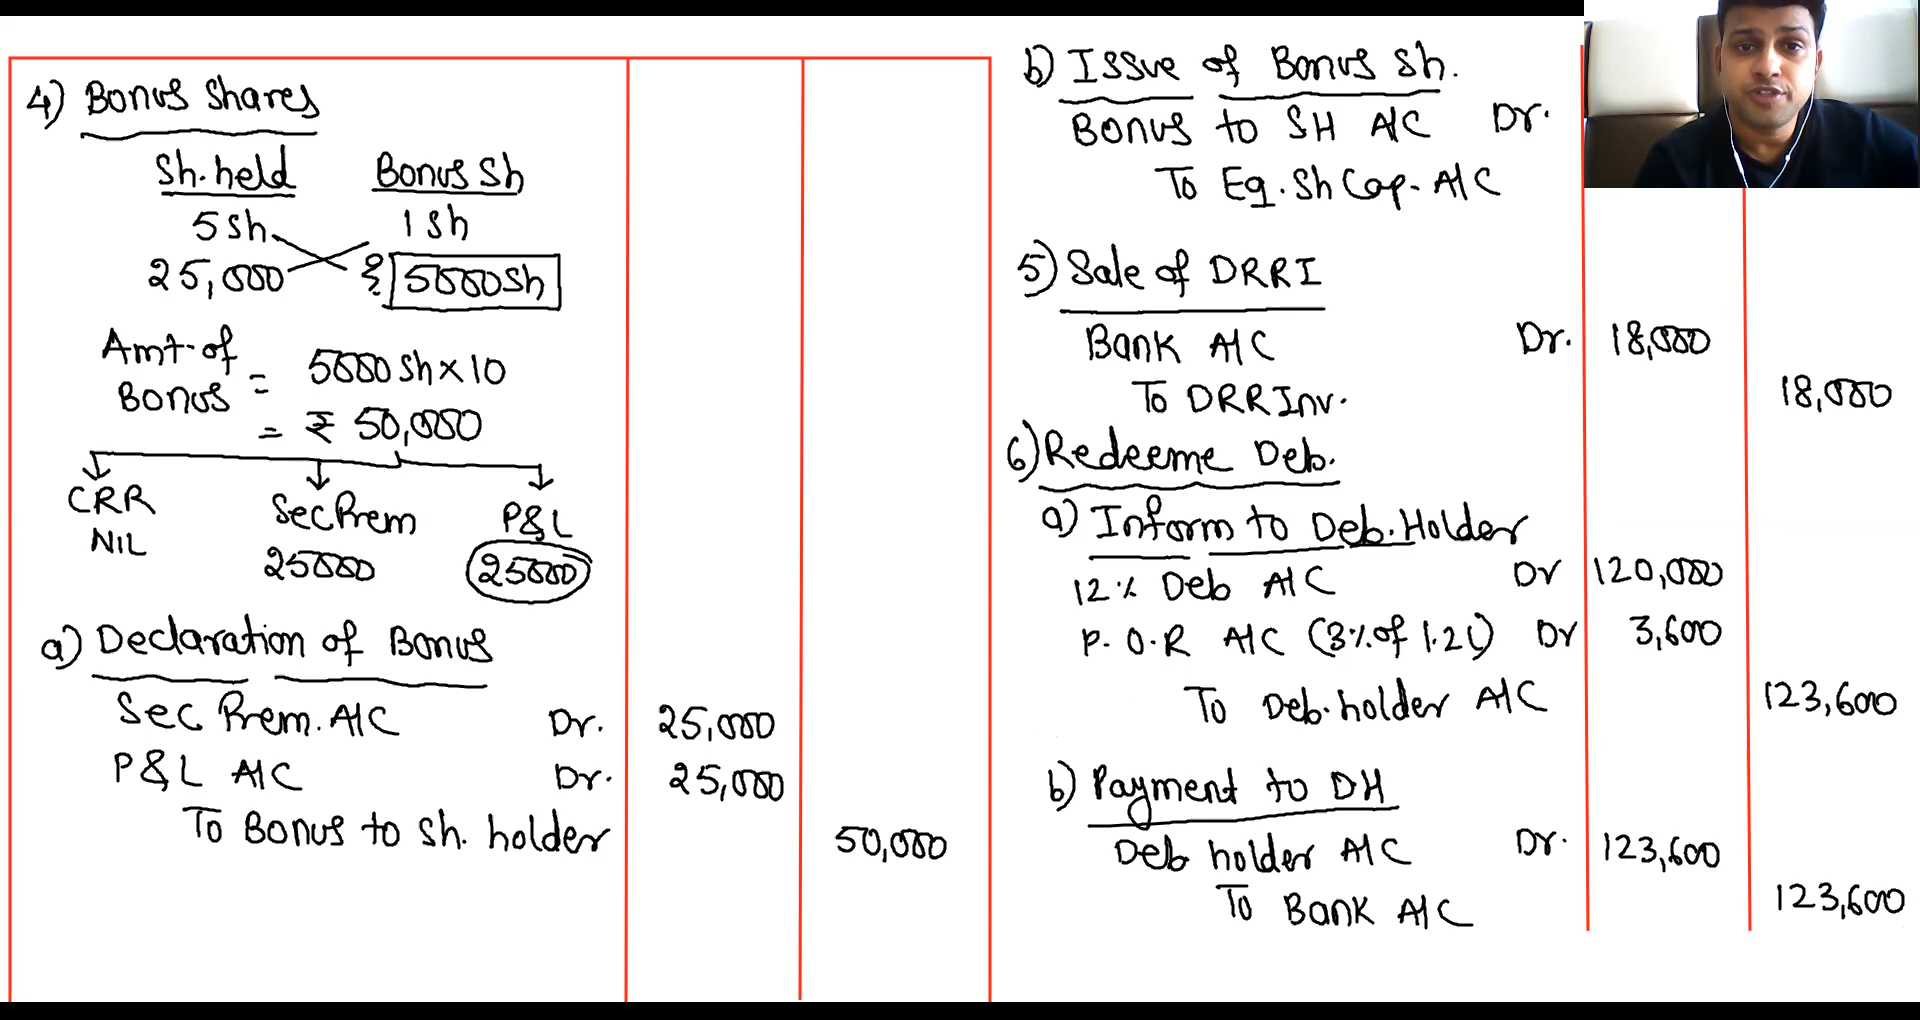 4) Bonus Shares
Sh. held Bonus Sh
5 Sh 1 Sh
25,000 ? 5000 Sh
Amt. of Bonus = 5000 Sh x 10
= ₹ 50,000
CRR Sec Prem P&L
NIL 25000 25000
a) Declaration of Bonus
Sec Prem. A/C Dr. 25,000
P&L A/C Dr. 25,000
To Bonus to Sh. holder 50,000
b) Issue of Bonus Sh.
Bonus to SH A/C Dr.
To Eq. Sh Cap. A/C
5) Sale of DRRI
Bank A/C Dr. 18,000
To DRR Inv. 18,000
6) Redeeme Deb.
a) Inform to Deb. Holder
12% Deb A/C Dr 120,000
P.O.R A/C (3% of 1.2L) Dr 3,600
To Deb. holder A/C 123,600
b) Payment to DH
Deb holder A/C Dr. 123,600
To Bank A/C 123,600